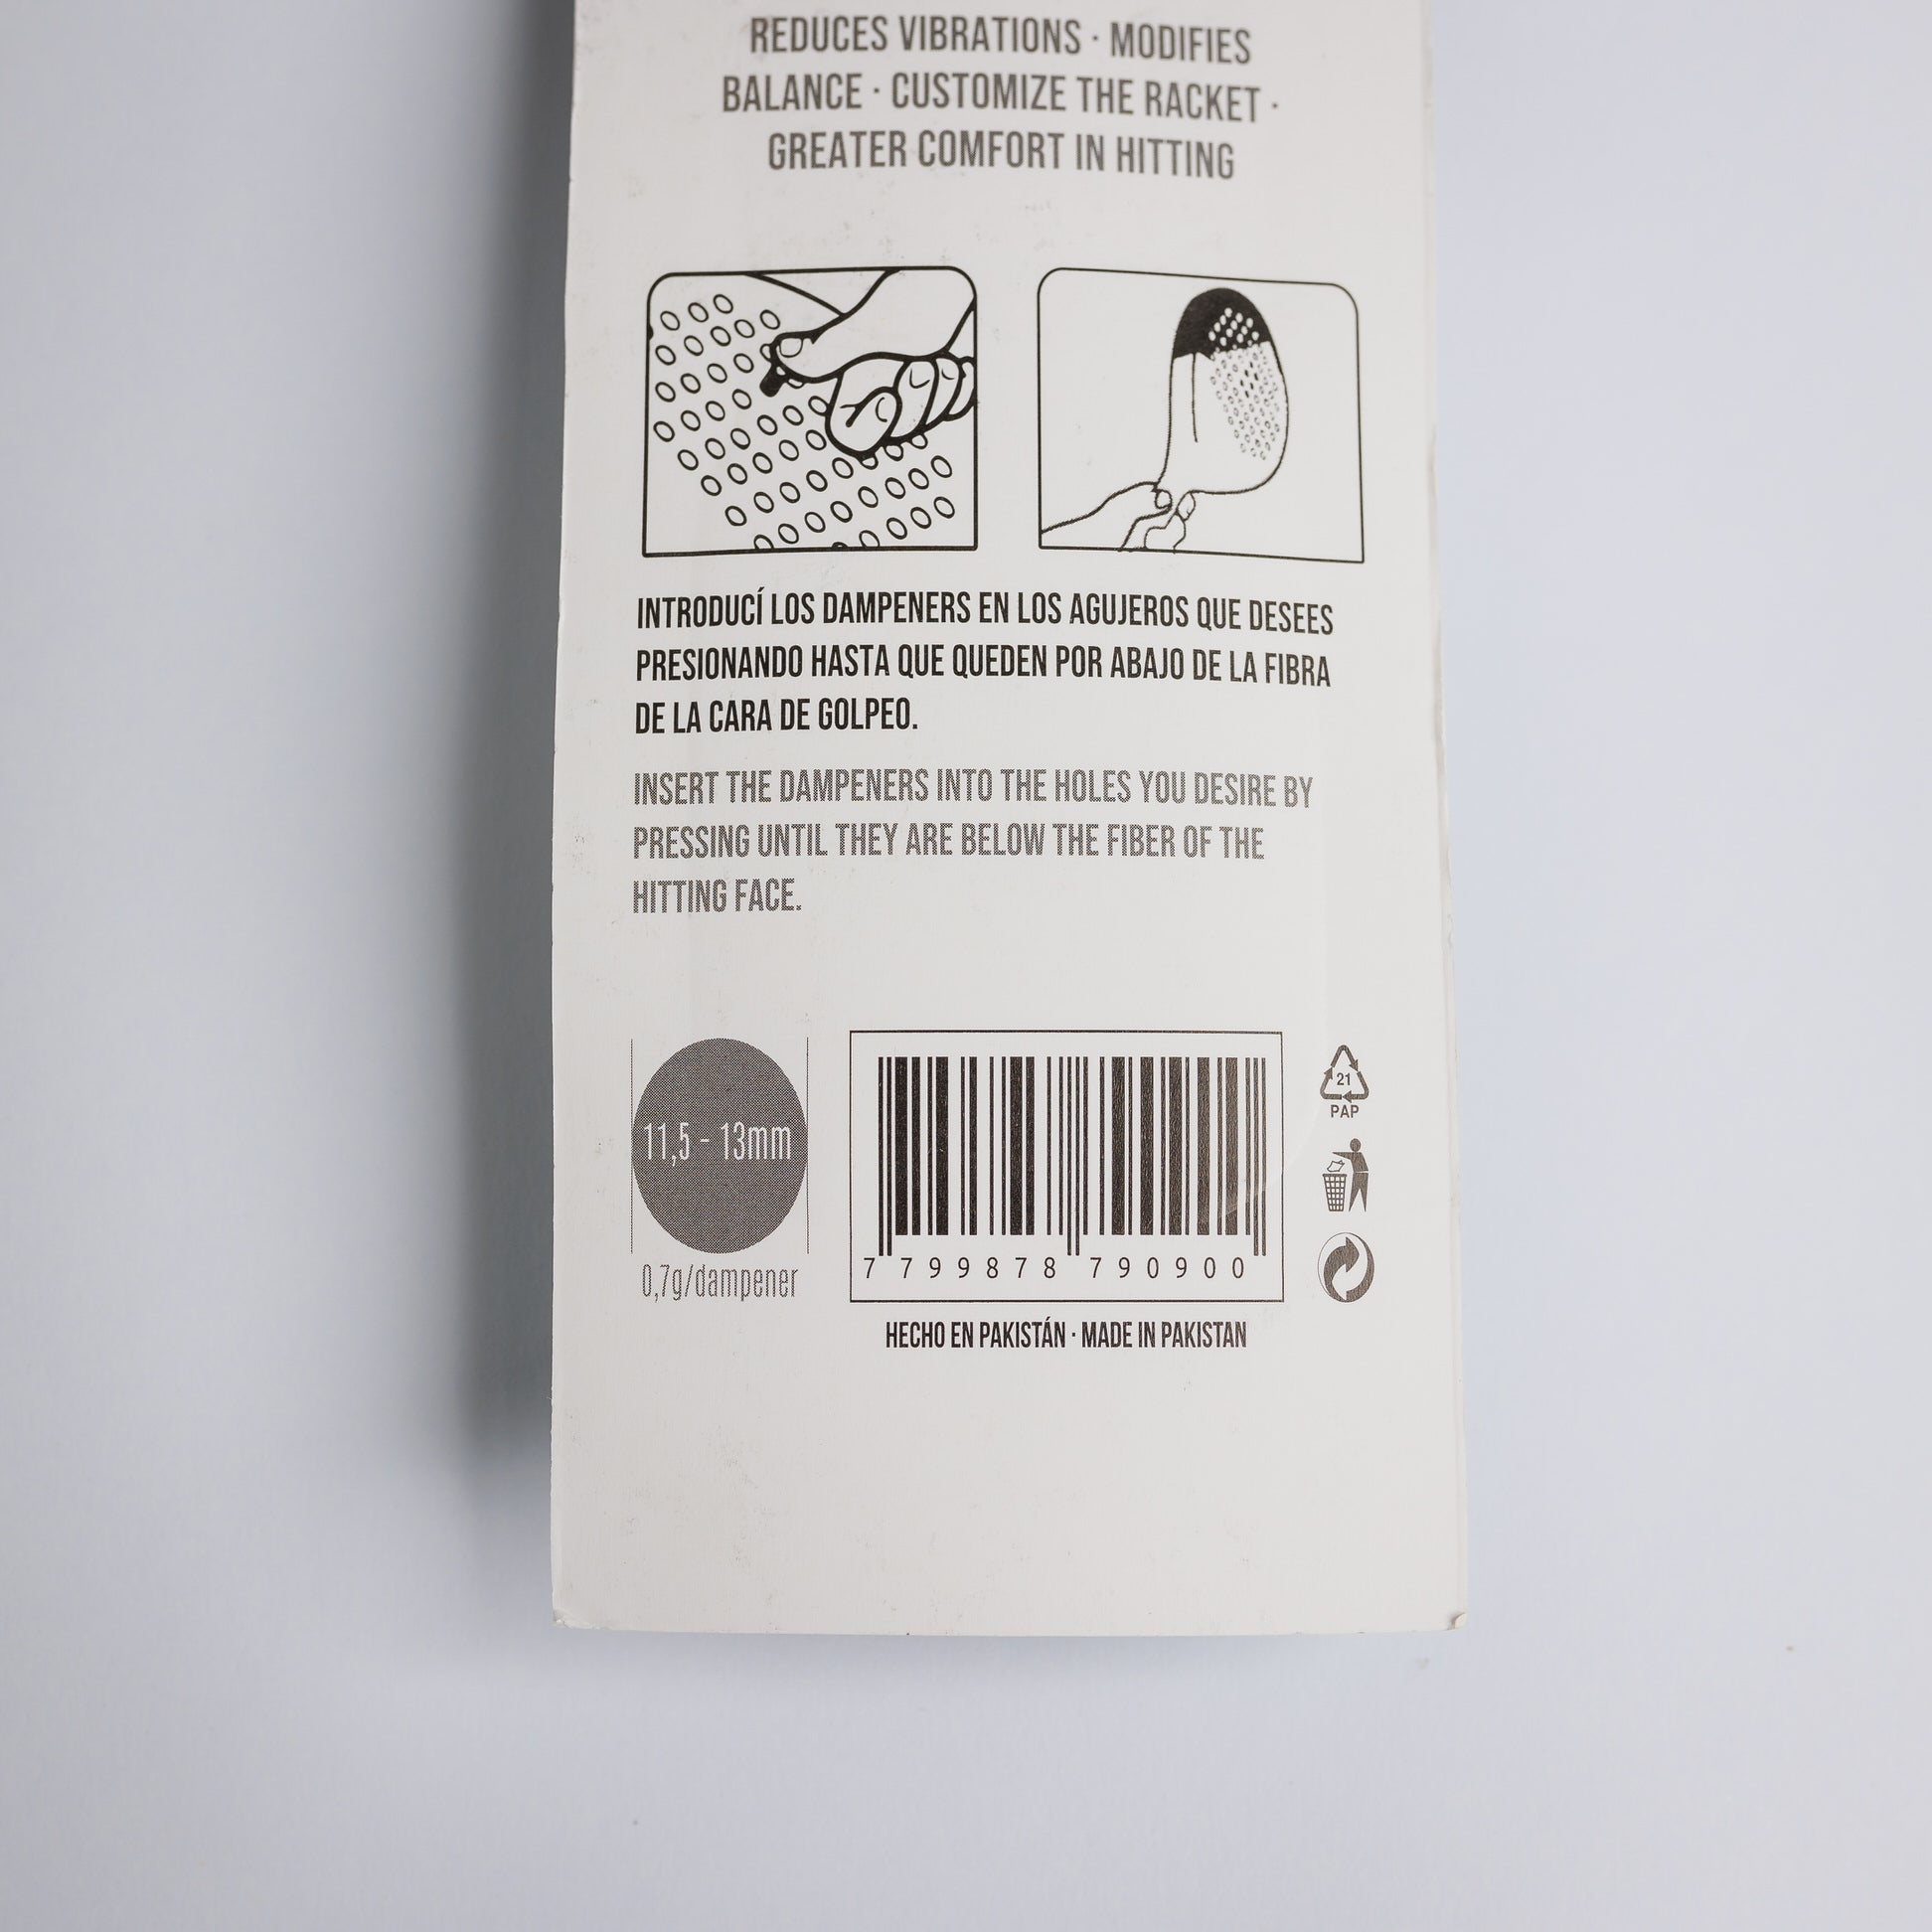 REDUCES VIBRATIONS · MODIFIES
BALANCE · CUSTOMIZE THE RACKET ·
GREATER COMFORT IN HITTING
INTRODUCÍ LOS DAMPENERS EN LOS AGUJEROS QUE DESEES
PRESIONANDO HASTA QUE QUEDEN POR ABAJO DE LA FIBRA
DE LA CARA DE GOLPEO.
INSERT THE DAMPENERS INTO THE HOLES YOU DESIRE BY
PRESSING UNTIL THEY ARE BELOW THE FIBER OF THE
HITTING FACE.
11,5 - 13mm
0,7g/dampener
7 799878 790900
HECHO EN PAKISTÁN · MADE IN PAKISTAN
21
PAP